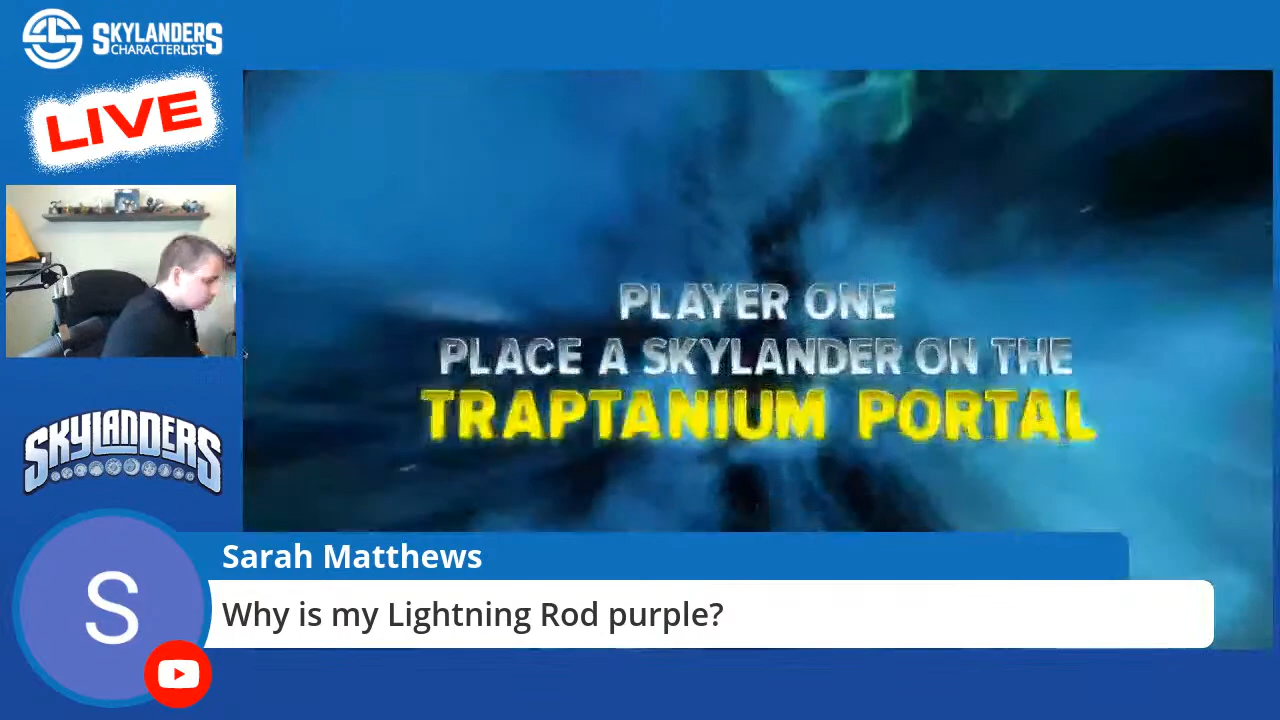 SKYLANDERS
CHARACTERLIST
LIVE
PLAYER ONE
PLACE A SKYLANDER ON THE
TRAPTANIUM PORTAL
SKYLANDERS
S
Sarah Matthews
Why is my Lightning Rod purple?